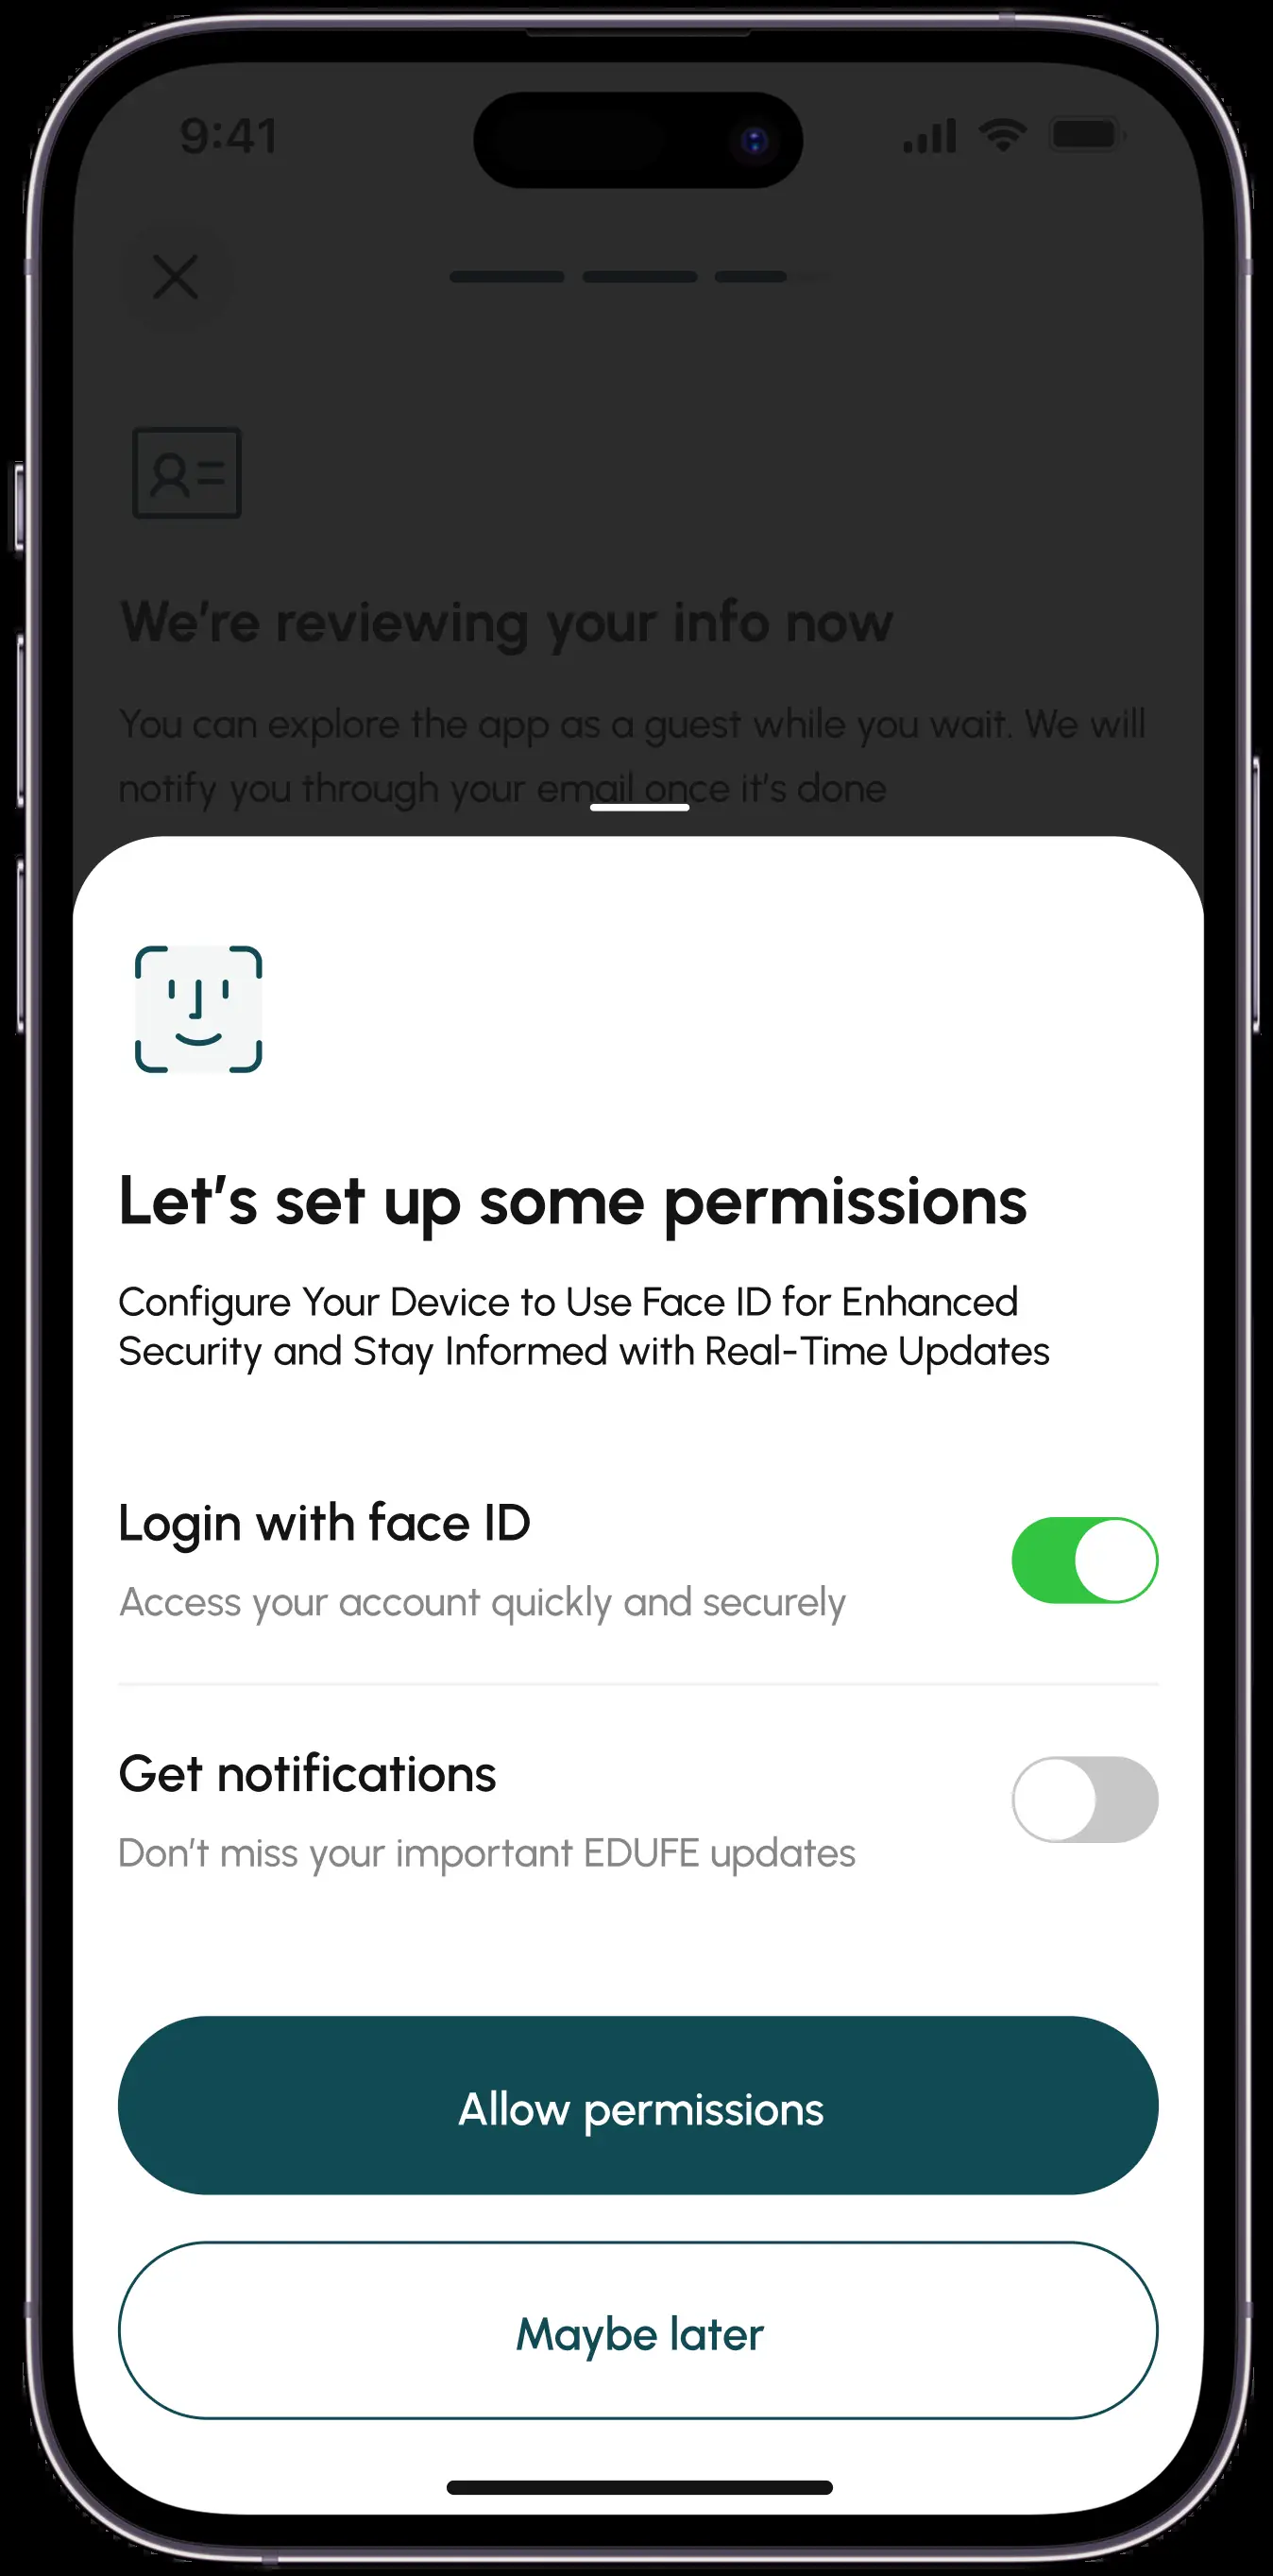 9:41
We're reviewing your info now
You can explore the app as a guest while you wait. We will
notify you through your email once it's done
Let's set up some permissions
Configure Your Device to Use Face ID for Enhanced
Security and Stay Informed with Real-Time Updates
Login with face ID
Access your account quickly and securely
Get notifications
Don't miss your important EDUFE updates
Allow permissions
Maybe later